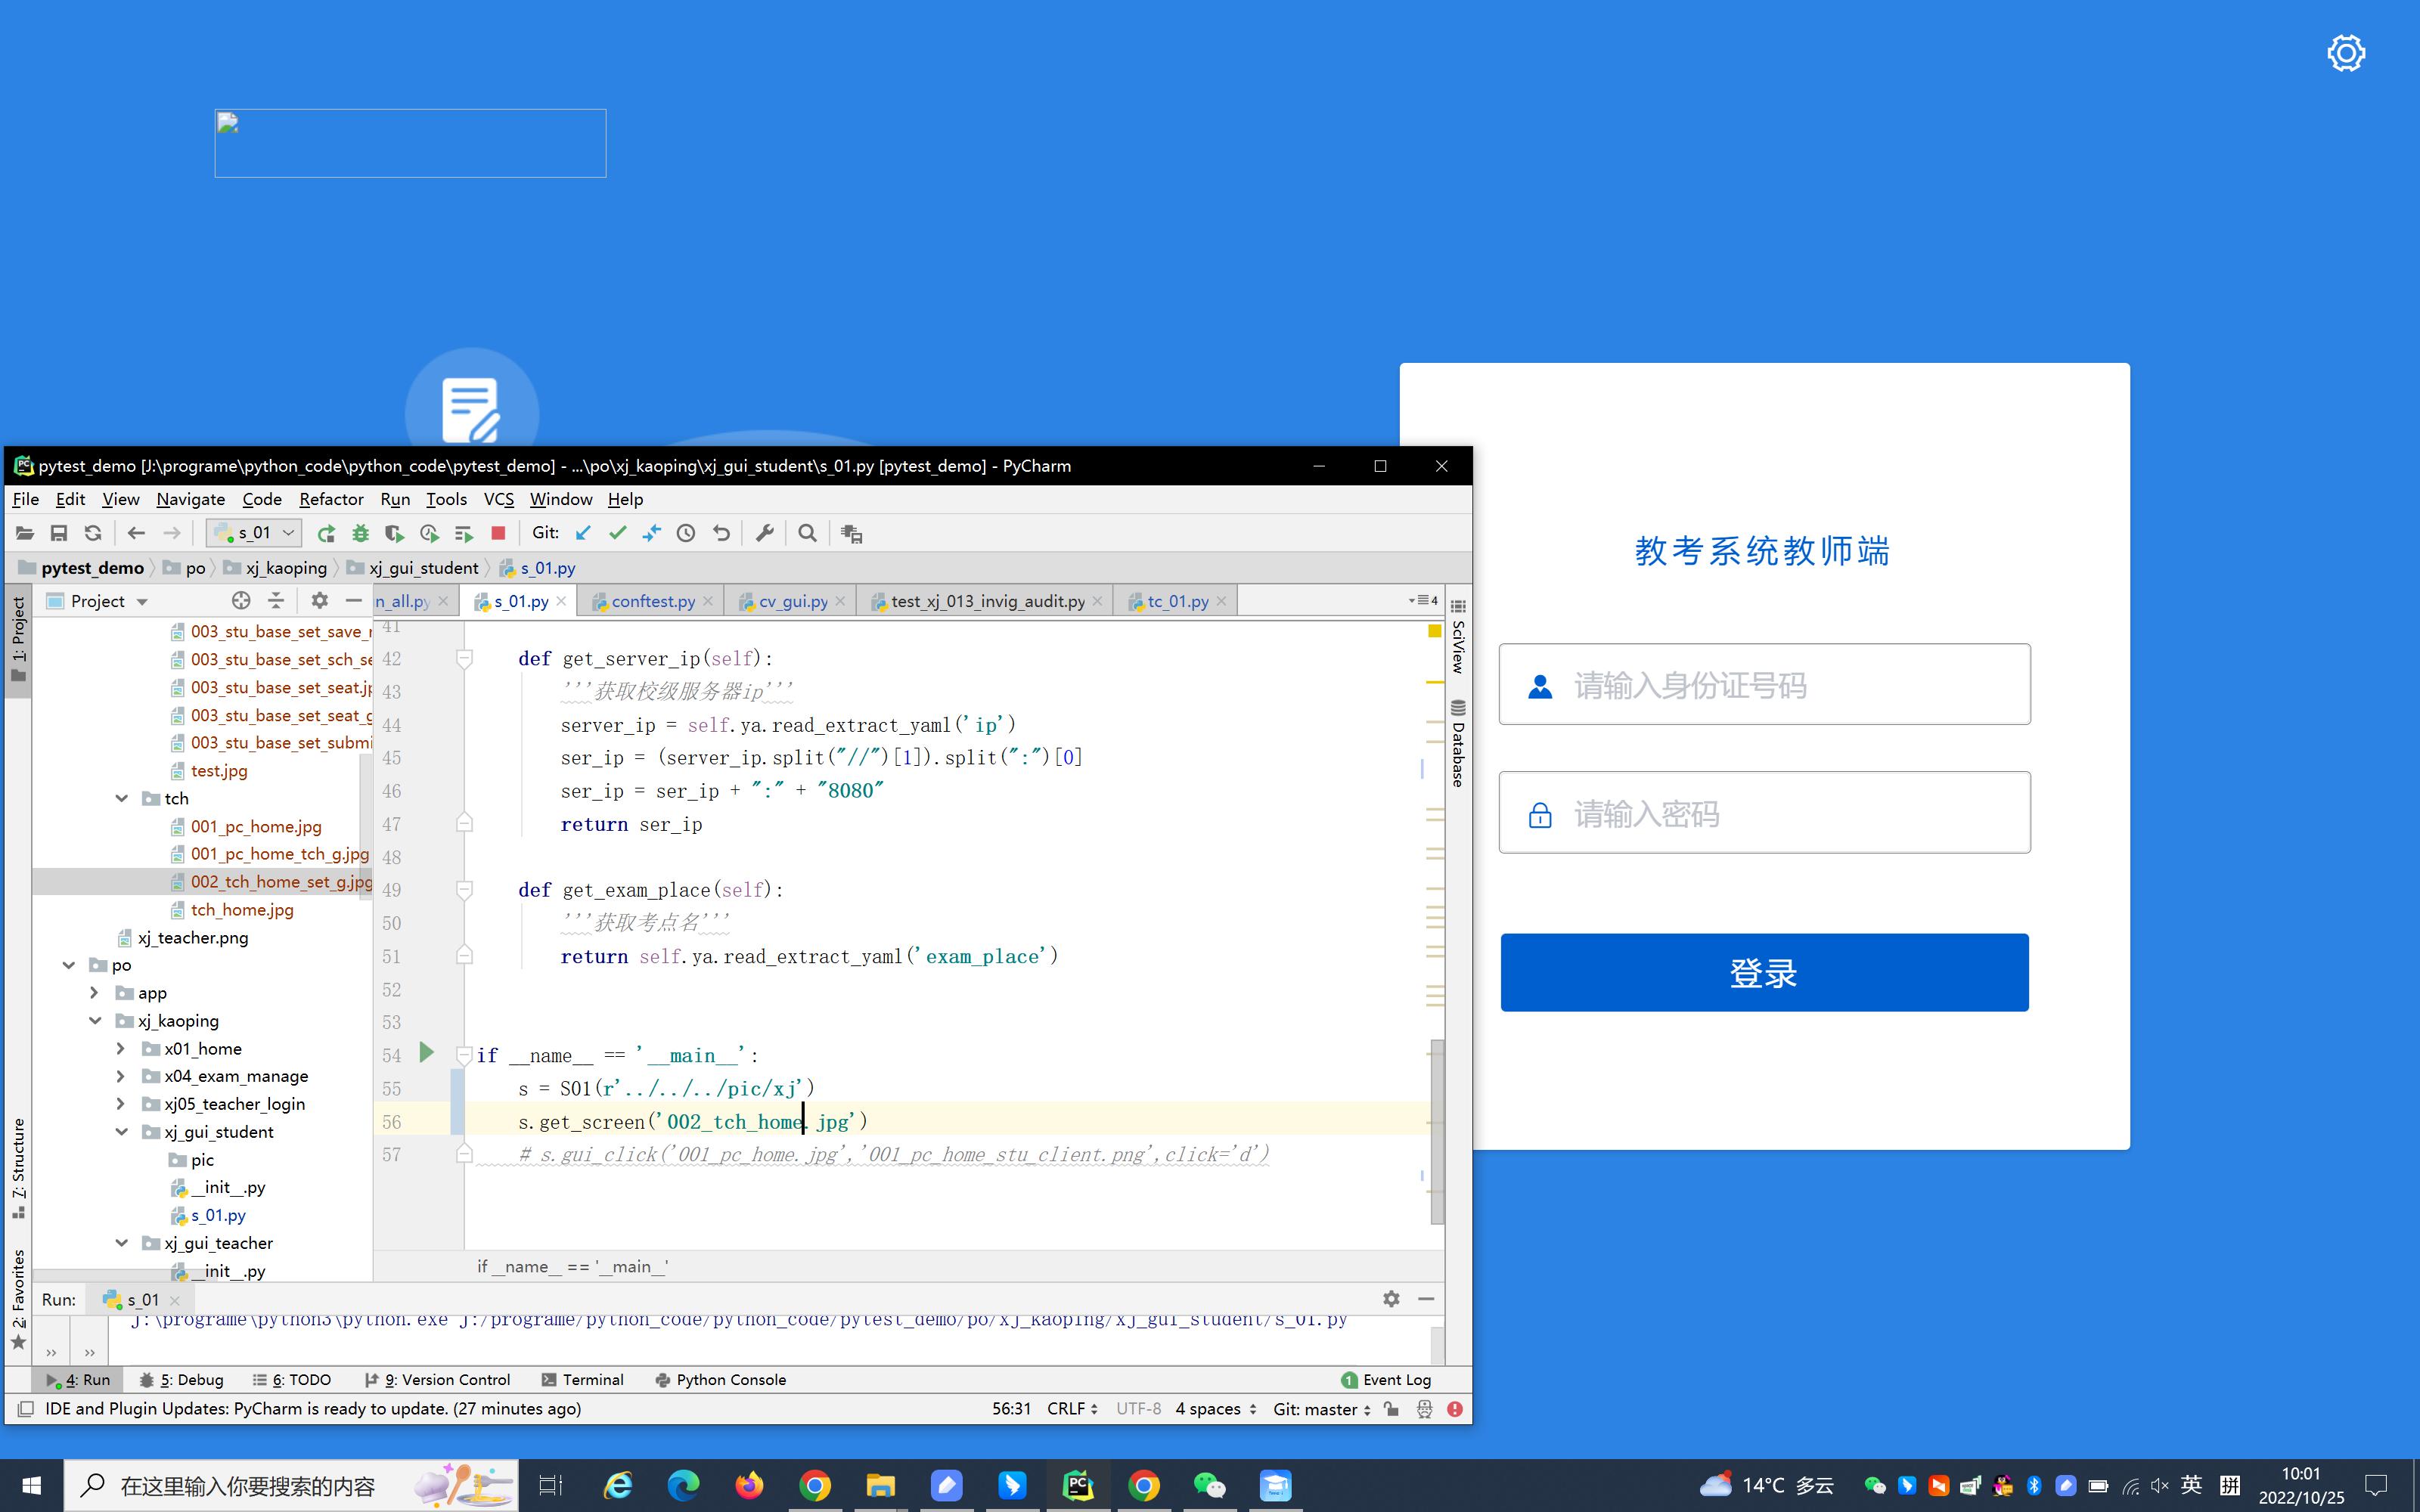 pytest_demo [J:\programe\python_code\python_code\pytest_demo] - ...\po\xj_kaoping\xj_gui_student\s_01.py [pytest_demo] - PyCharm
File Edit View Navigate Code Refactor Run Tools VCS Window Help
s_01 Git:
pytest_demo po xj_kaoping xj_gui_student s_01.py
Project
n_all.py s_01.py conftest.py cv_gui.py test_xj_013_invig_audit.py tc_01.py 4
1: Project
7: Structure
2: Favorites
003_stu_base_set_save_
003_stu_base_set_sch_se
003_stu_base_set_seat.jp
003_stu_base_set_seat_g
003_stu_base_set_submi
test.jpg
tch
001_pc_home.jpg
001_pc_home_tch_g.jpg
002_tch_home_set_g.jpg
tch_home.jpg
xj_teacher.png
po
app
xj_kaoping
x01_home
x04_exam_manage
xj05_teacher_login
xj_gui_student
pic
__init__.py
s_01.py
xj_gui_teacher
__init__.py
41
42 def get_server_ip(self):
43 '''获取校级服务器ip'''
44 server_ip = self.ya.read_extract_yaml('ip')
45 ser_ip = (server_ip.split("//")[1]).split(":")[0]
46 ser_ip = ser_ip + ":" + "8080"
47 return ser_ip
48
49 def get_exam_place(self):
50 '''获取考点名'''
51 return self.ya.read_extract_yaml('exam_place')
52
53
54 if __name__ == '__main__':
55 s = S01(r'../../../pic/xj')
56 s.get_screen('002_tch_home.jpg')
57 # s.gui_click('001_pc_home.jpg','001_pc_home_stu_client.png',click='d')
if __name__ == '__main__'
SciView
Database
Run: s_01
J:\programe\python3\python.exe J:/programe/python_code/python_code/pytest_demo/po/xj_kaoping/xj_gui_student/s_01.py
4: Run 5: Debug 6: TODO 9: Version Control Terminal Python Console 1 Event Log
IDE and Plugin Updates: PyCharm is ready to update. (27 minutes ago) 56:31 CRLF UTF-8 4 spaces Git: master
教考系统教师端
请输入身份证号码
请输入密码
登录
在这里输入你要搜索的内容
14°C 多云
英
拼
10:01
2022/10/25